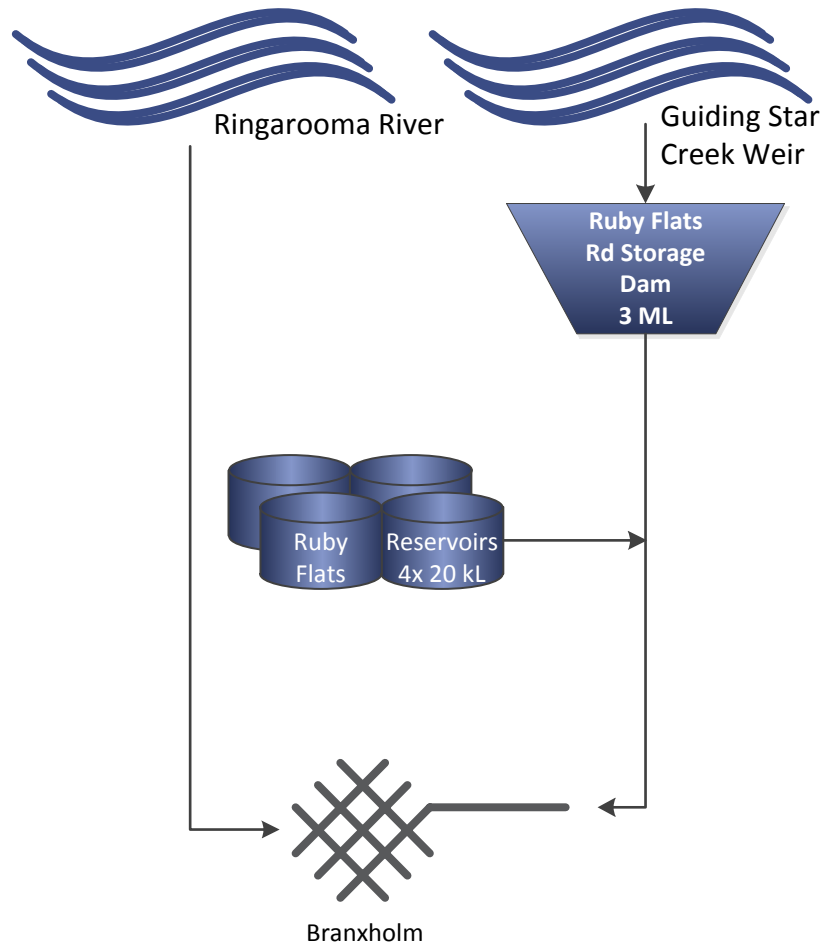 Ringarooma River
Guiding Star
Creek Weir
Ruby Flats
Rd Storage
Dam
3 ML
Ruby
Flats
Reservoirs
4x 20 kL
Branxholm